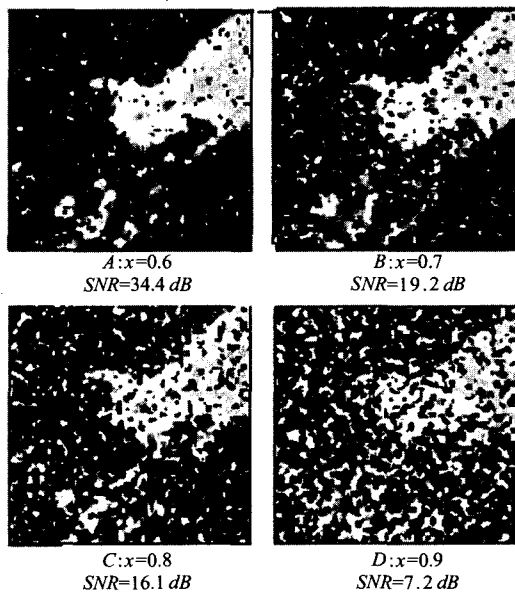 A:x=0.6
SNR=34.4 dB
B:x=0.7
SNR=19.2 dB
C:x=0.8
SNR=16.1 dB
D:x=0.9
SNR=7.2 dB